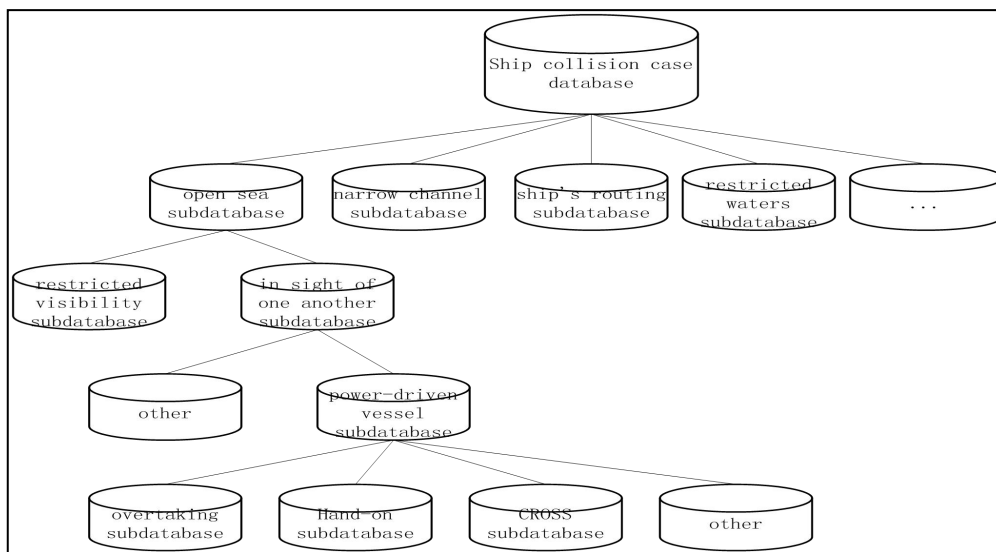 Ship collision case
database
open sea
subdatabase
narrow channel
subdatabase
ship's routing
subdatabase
restricted
waters
subdatabase
...
restricted
visibility
subdatabase
in sight of
one another
subdatabase
other
power-driven
vessel
subdatabase
overtaking
subdatabase
Hand-on
subdatabase
CROSS
subdatabase
other